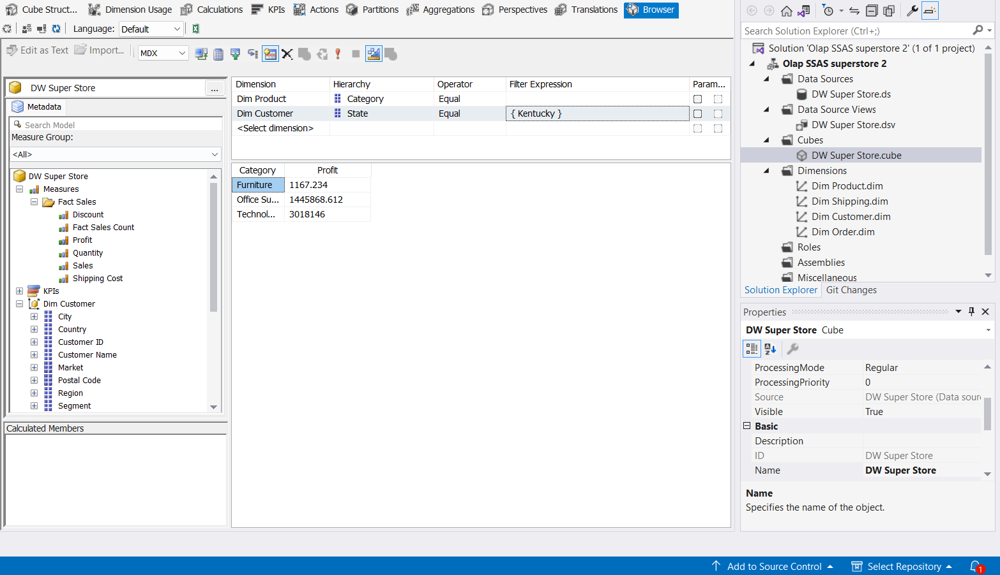 Cube Struct... Dimension Usage Calculations KPIs Actions Partitions Aggregations Perspectives Translations Browser
Language: Default
Edit as Text Import... MDX
DW Super Store ...
Metadata
Search Model
Measure Group:
<All>
DW Super Store
Measures
Fact Sales
Discount
Fact Sales Count
Profit
Quantity
Sales
Shipping Cost
KPIs
Dim Customer
City
Country
Customer ID
Customer Name
Market
Postal Code
Region
Segment
Calculated Members
Dimension Hierarchy Operator Filter Expression Param...
Dim Product Category Equal
Dim Customer State Equal { Kentucky }
<Select dimension>
Category Profit
Furniture 1167.234
Office Su... 1445868.612
Technol... 3018146
Search Solution Explorer (Ctrl+;)
Solution 'Olap SSAS superstore 2' (1 of 1 project)
Olap SSAS superstore 2
Data Sources
DW Super Store.ds
Data Source Views
DW Super Store.dsv
Cubes
DW Super Store.cube
Dimensions
Dim Product.dim
Dim Shipping.dim
Dim Customer.dim
Dim Order.dim
Roles
Assemblies
Miscellaneous
Solution Explorer Git Changes
Properties
DW Super Store Cube
ProcessingMode Regular
ProcessingPriority 0
Source DW Super Store (Data sour
Visible True
Basic
Description
ID DW Super Store
Name DW Super Store
Name
Specifies the name of the object.
Add to Source Control Select Repository 1